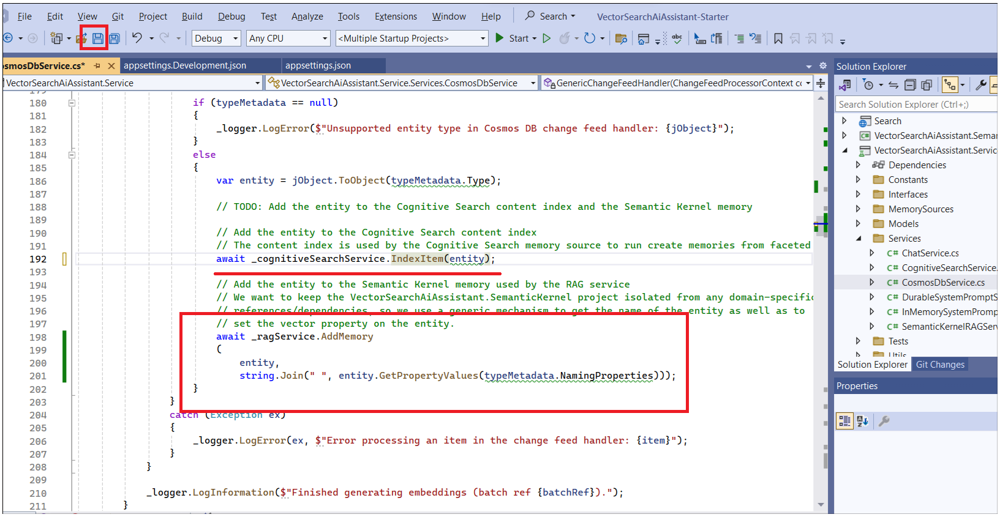 File Edit View Git Project Build Debug Test Analyze Tools Extensions Window Help Search VectorSearchAiAssistant-Starter
Debug Any CPU <Multiple Startup Projects> Start
osmosDbService.cs* appsettings.Development.json appsettings.json
VectorSearchAiAssistant.Service VectorSearchAiAssistant.Service.Services.CosmosDbService GenericChangeFeedHandler(ChangeFeedProcessorContext co
179
180 if (typeMetadata == null)
181 {
182 _logger.LogError($"Unsupported entity type in Cosmos DB change feed handler: {jObject}");
183 }
184 else
185 {
186 var entity = jObject.ToObject(typeMetadata.Type);
187
188 // TODO: Add the entity to the Cognitive Search content index and the Semantic Kernel memory
189
190 // Add the entity to the Cognitive Search content index
191 // The content index is used by the Cognitive Search memory source to run create memories from faceted
192 await _cognitiveSearchService.IndexItem(entity);
193
194 // Add the entity to the Semantic Kernel memory used by the RAG service
195 // We want to keep the VectorSearchAiAssistant.SemanticKernel project isolated from any domain-specific
196 // references/dependencies, so we use a generic mechanism to get the name of the entity as well as to
197 // set the vector property on the entity.
198 await _ragService.AddMemory
199 (
200 entity,
201 string.Join(" ", entity.GetPropertyValues(typeMetadata.NamingProperties)));
202 }
203 }
204 catch (Exception ex)
205 {
206 _logger.LogError(ex, $"Error processing an item in the change feed handler: {item}");
207 }
208 }
209
210 _logger.LogInformation($"Finished generating embeddings (batch ref {batchRef}).");
211 }
Solution Explorer
Search Solution Explorer (Ctrl+;)
Search
VectorSearchAiAssistant.Sema
VectorSearchAiAssistant.Servic
Dependencies
Constants
Interfaces
MemorySources
Models
Services
C# ChatService.cs
C# CognitiveSearchService.
C# CosmosDbService.cs
C# DurableSystemPromptS
C# InMemorySystemPromp
C# SemanticKernelRAGSer
Tests
Utils
Solution Explorer Git Changes
Properties